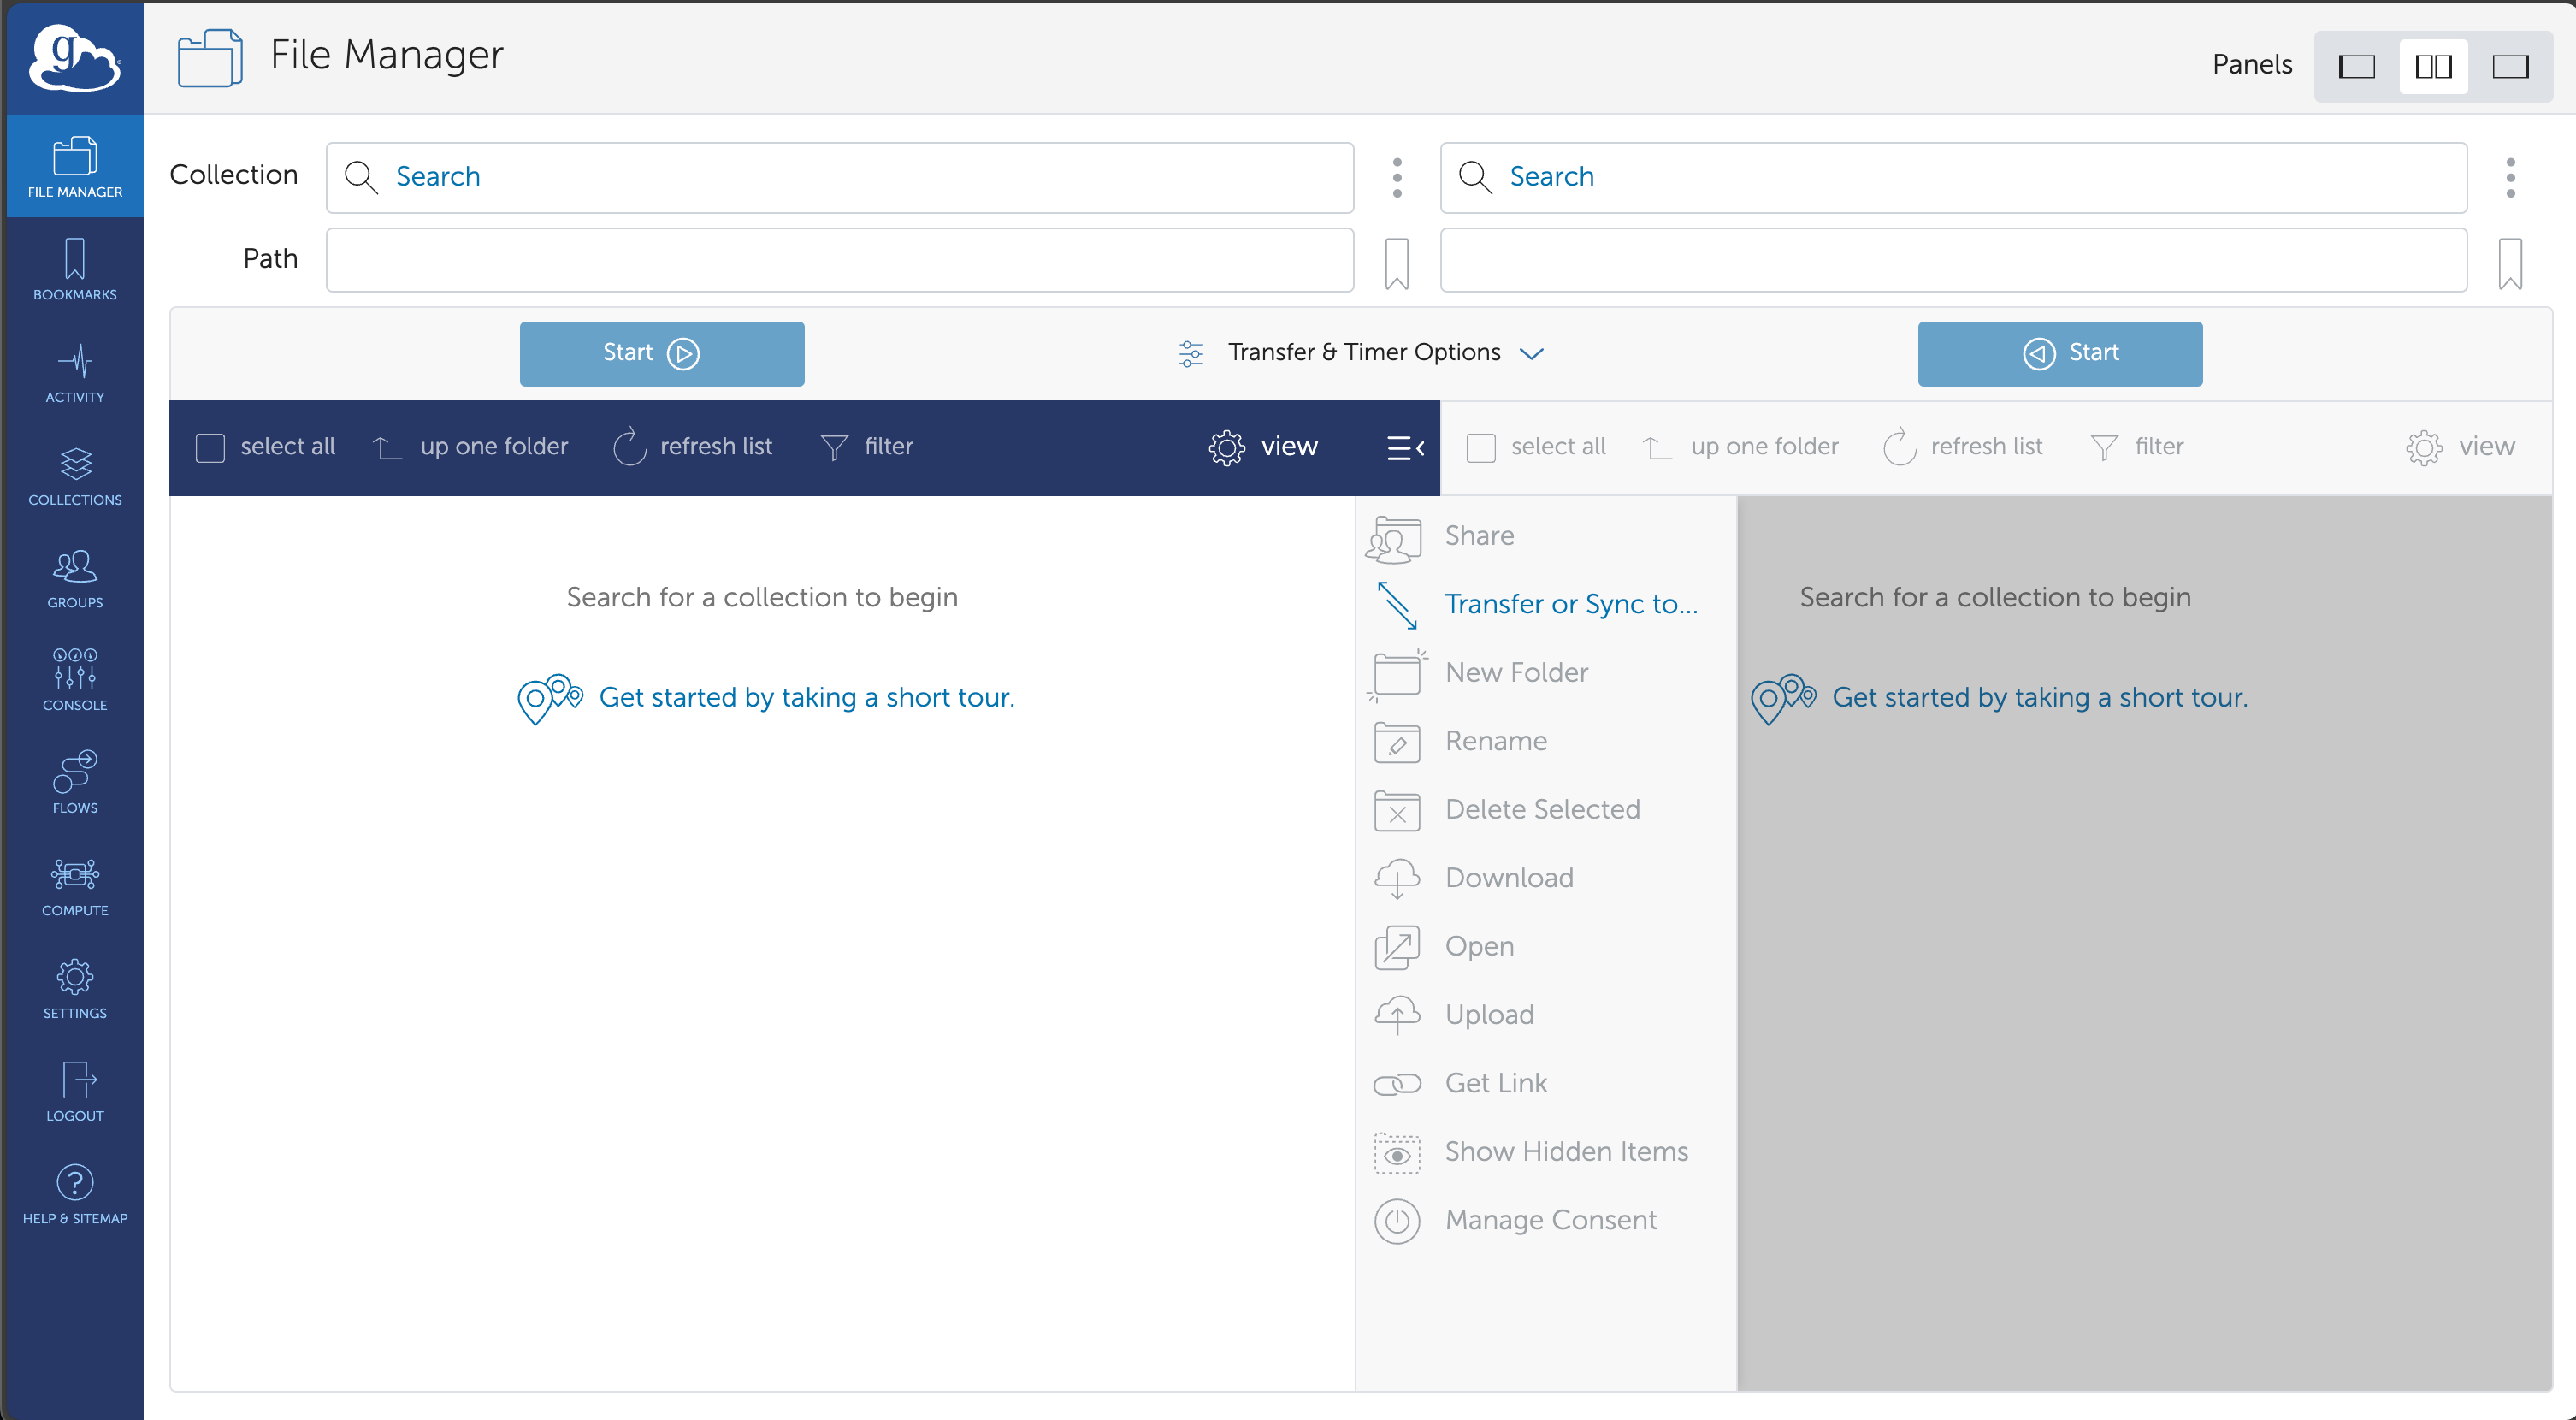 g
File Manager
Panels
FILE MANAGER
BOOKMARKS
ACTIVITY
COLLECTIONS
GROUPS
CONSOLE
FLOWS
COMPUTE
SETTINGS
LOGOUT
HELP & SITEMAP
Collection Search Search
Path
Start Transfer & Timer Options Start
select all up one folder refresh list filter view select all up one folder refresh list filter view
Search for a collection to begin
Get started by taking a short tour.
Share
Transfer or Sync to...
New Folder
Rename
Delete Selected
Download
Open
Upload
Get Link
Show Hidden Items
Manage Consent
Search for a collection to begin
Get started by taking a short tour.